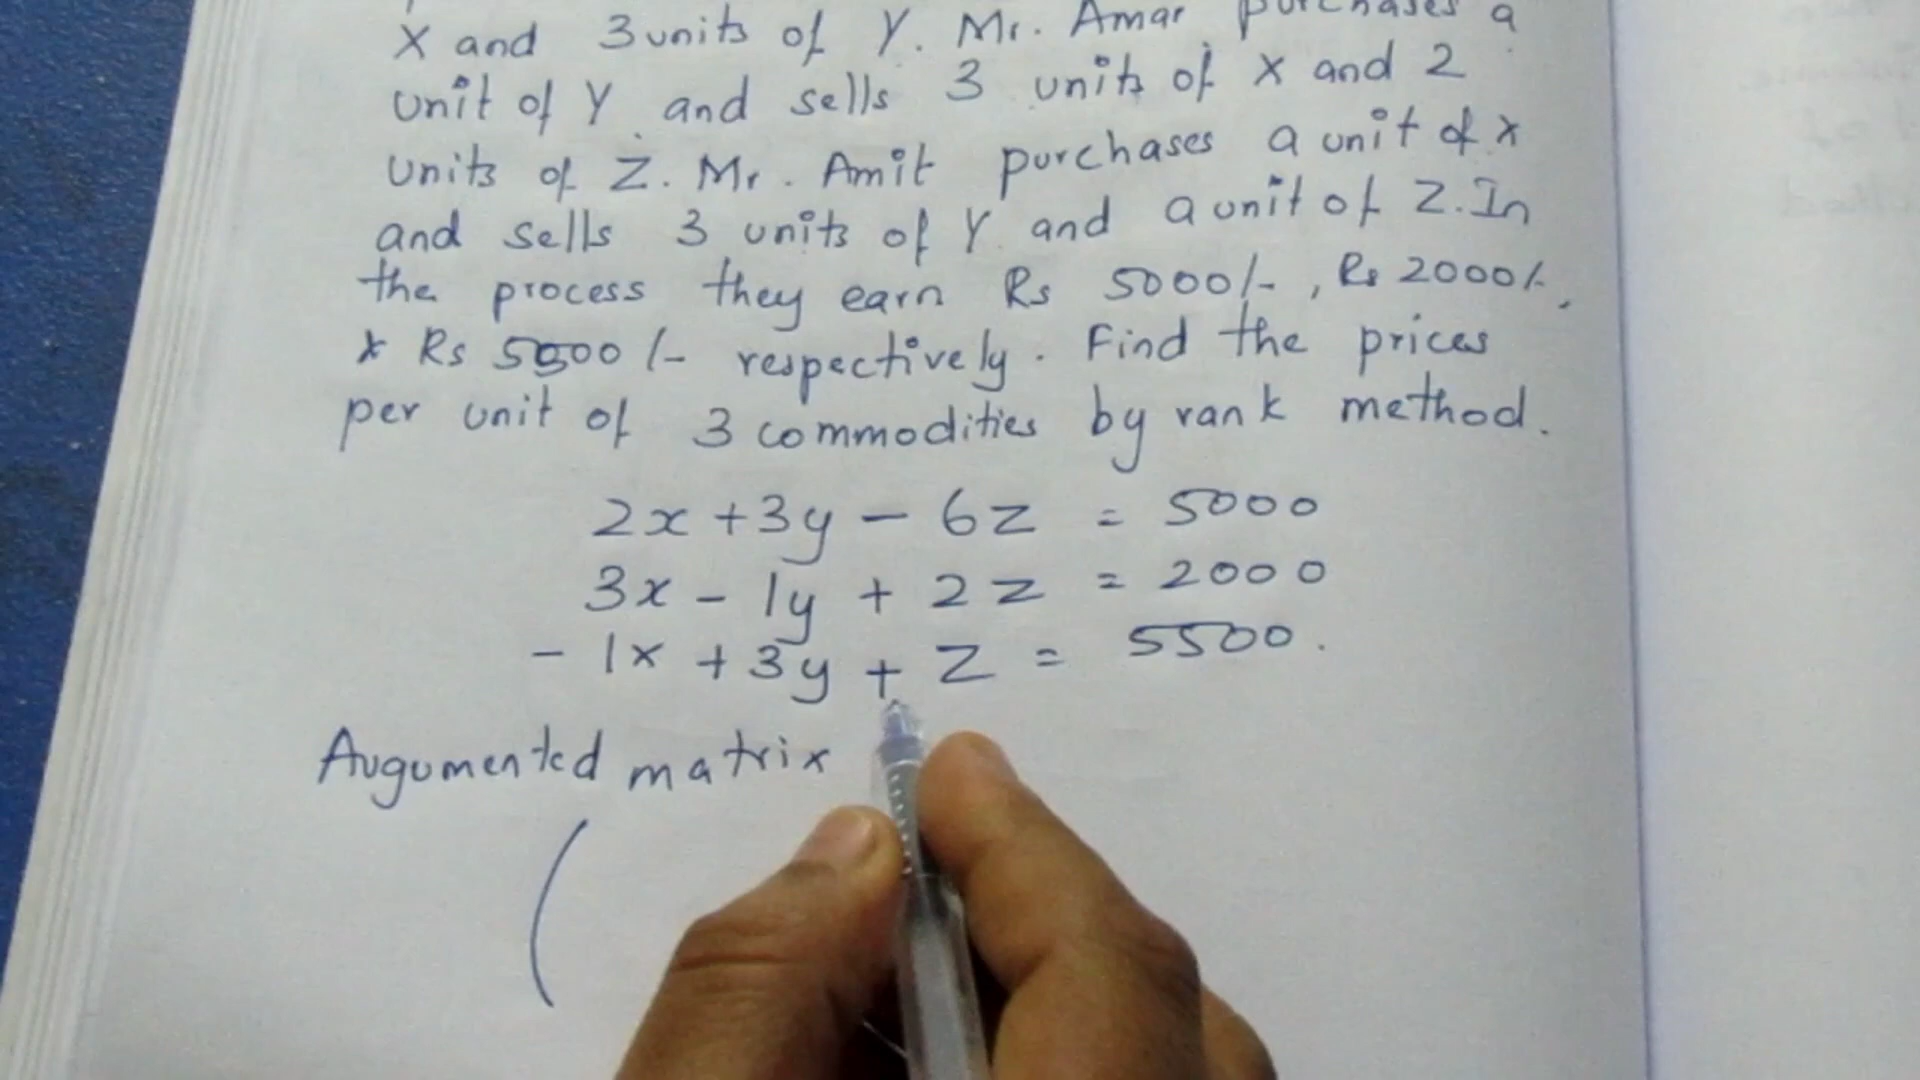 X and 3 units of Y. Mr. Amar purchases a
unit of Y and sells 3 units of X and 2
units of Z. Mr. Amit purchases a unit of X
and sells 3 units of Y and a unit of Z. In
the process they earn Rs 5000/-, Rs 2000/-
& Rs 5500/- respectively. Find the prices
per unit of 3 commodities by rank method.
2x + 3y - 6z = 5000
3x - 1y + 2z = 2000
- 1x + 3y + z = 5500.
Augumented matrix
(